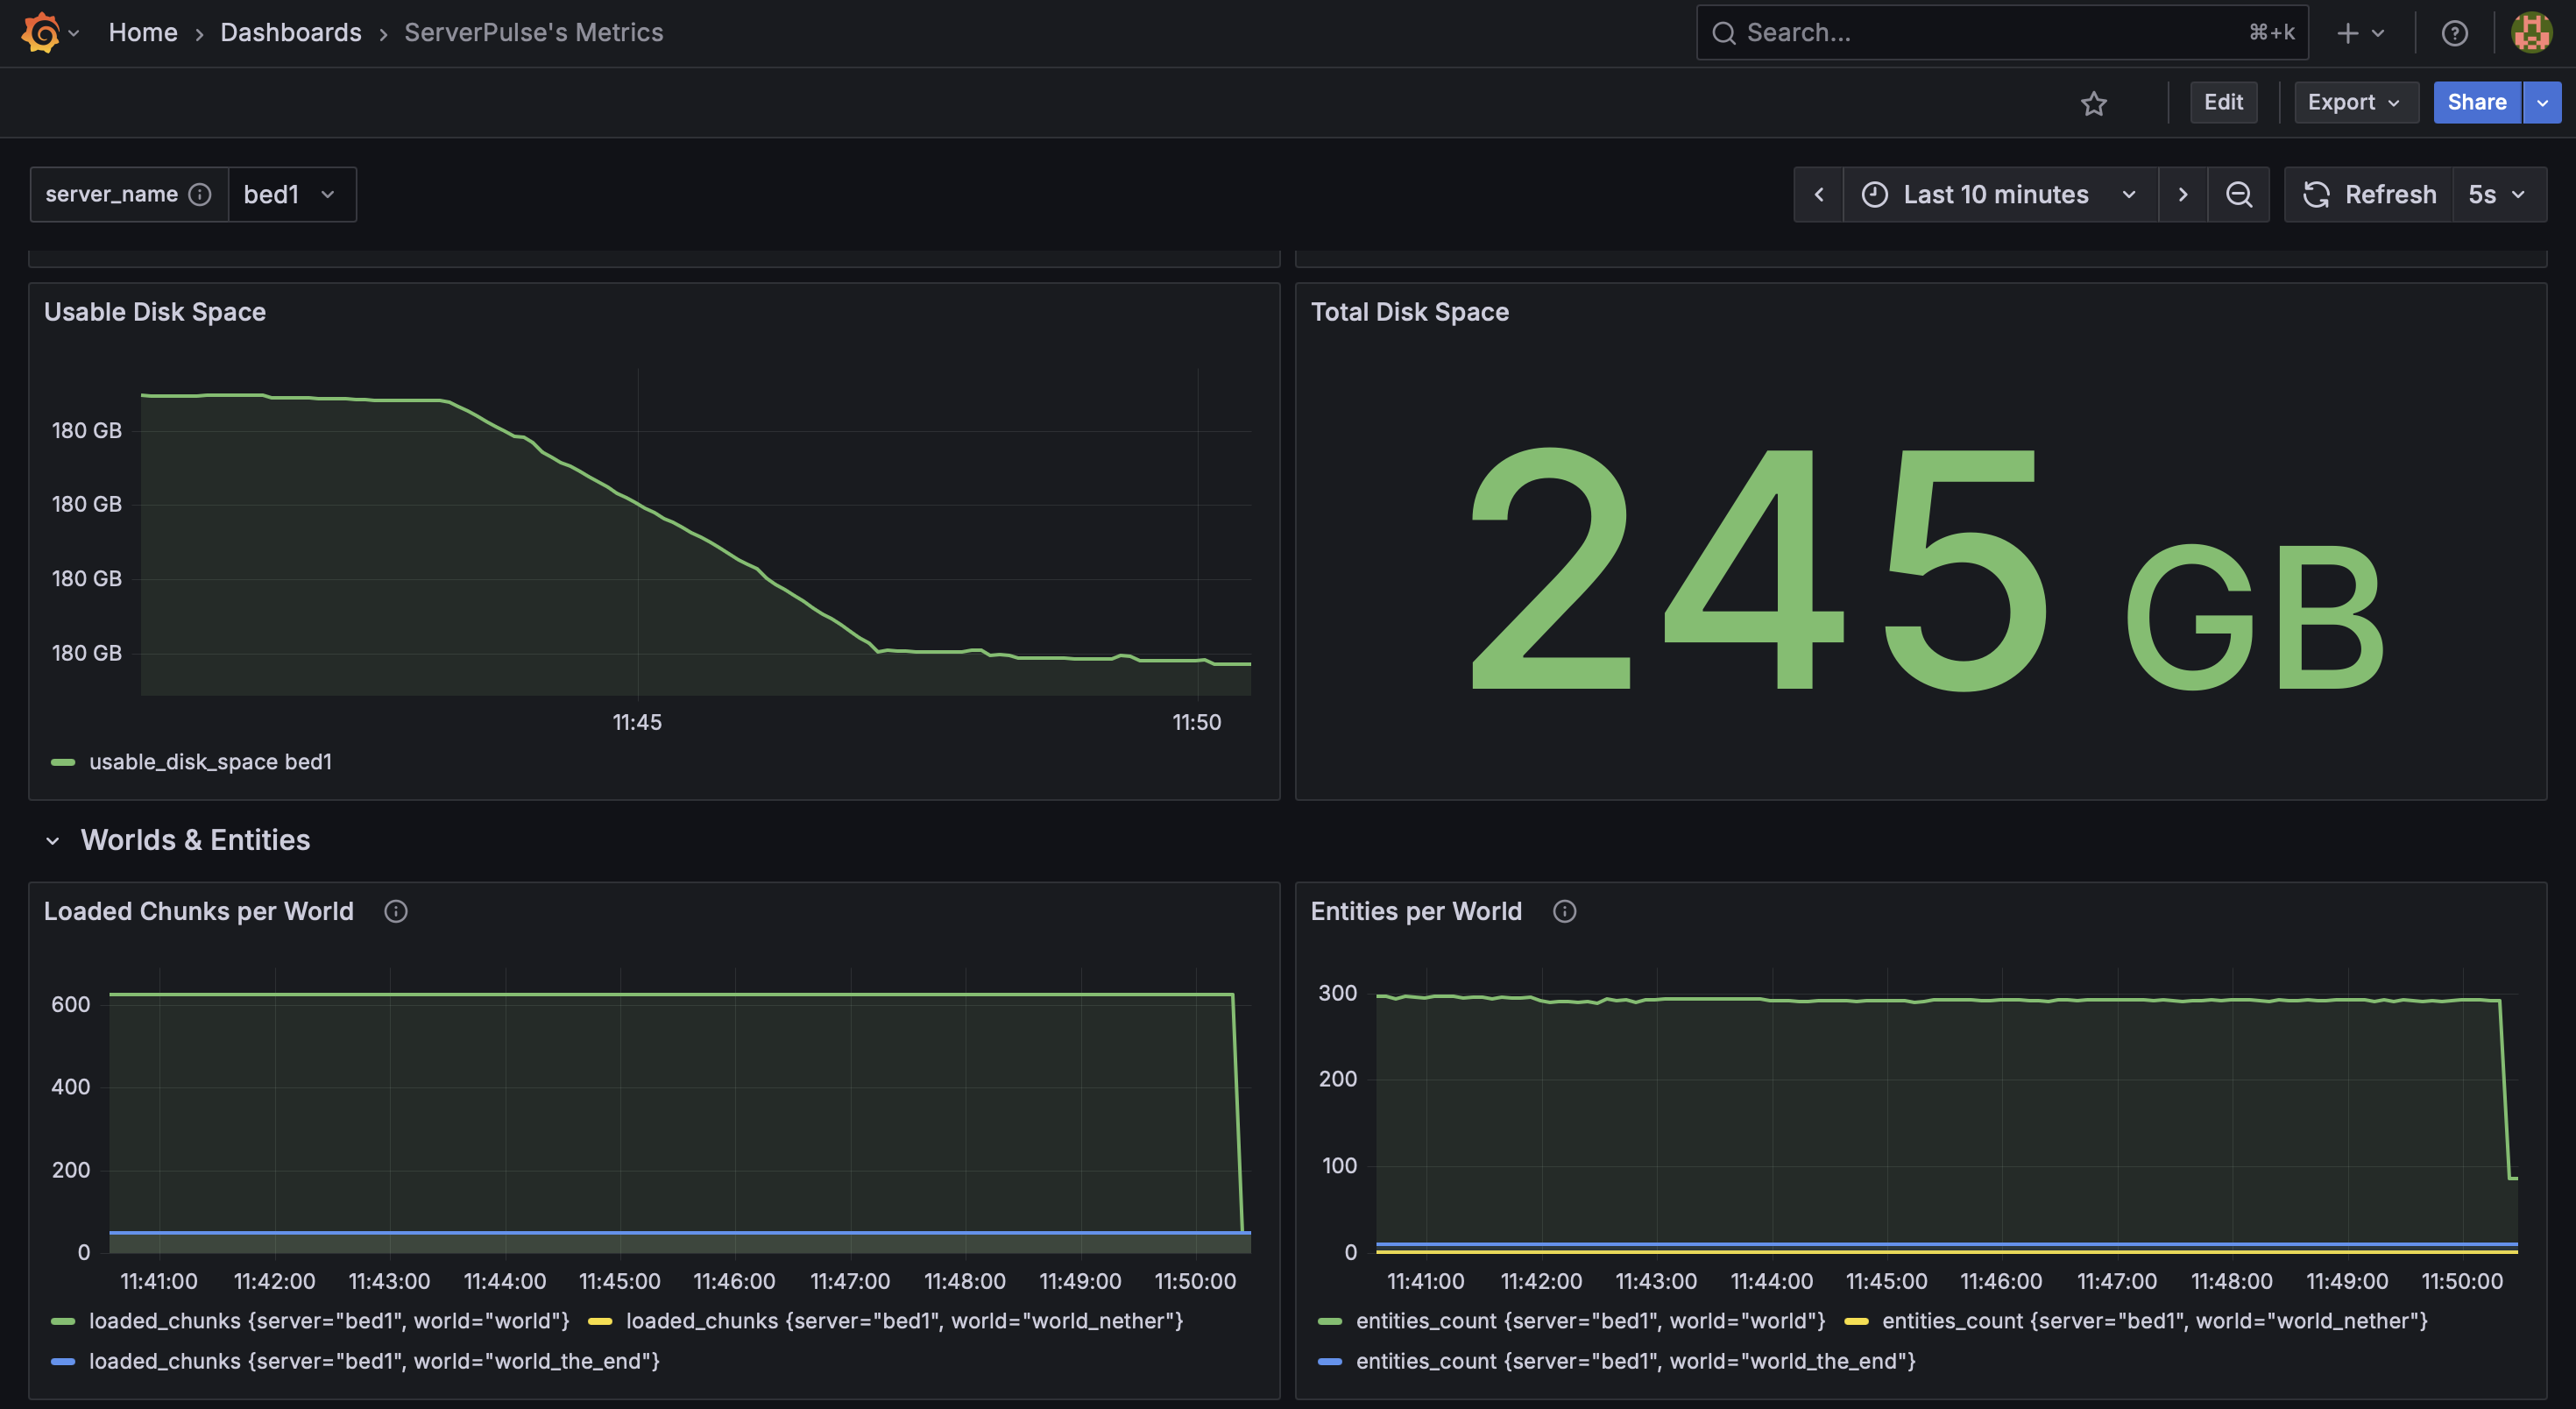 Home › Dashboards › ServerPulse's Metrics
Search... ⌘+k
Edit Export Share
server_name bed1
Last 10 minutes Refresh 5s
Usable Disk Space
180 GB
180 GB
180 GB
180 GB
11:45 11:50
usable_disk_space bed1
Total Disk Space
245 GB
Worlds & Entities
Loaded Chunks per World
600
400
200
0
11:41:00 11:42:00 11:43:00 11:44:00 11:45:00 11:46:00 11:47:00 11:48:00 11:49:00 11:50:00
loaded_chunks {server="bed1", world="world"} loaded_chunks {server="bed1", world="world_nether"}
loaded_chunks {server="bed1", world="world_the_end"}
Entities per World
300
200
100
0
11:41:00 11:42:00 11:43:00 11:44:00 11:45:00 11:46:00 11:47:00 11:48:00 11:49:00 11:50:00
entities_count {server="bed1", world="world"} entities_count {server="bed1", world="world_nether"}
entities_count {server="bed1", world="world_the_end"}